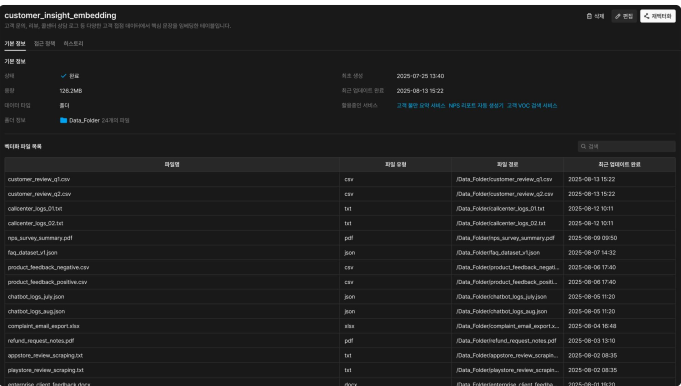 customer_insight_embedding
고객 문의, 리뷰, 콜센터 상담 로그 등 다양한 고객 접점 데이터에서 핵심 문장을 임베딩한 테이블입니다.
삭제 편집 재벡터화
기본 정보 접근 정책 히스토리
기본 정보
상태 완료 최초 생성 2025-07-25 13:40
용량 128.2MB 최근 업데이트 완료 2025-08-13 15:22
데이터 타입 폴더 활용중인 서비스 고객 불만 요약 서비스 NPS 리포트 자동 생성기 고객 VOC 검색 서비스
폴더 정보 Data_Folder 24개의 파일
벡터화 파일 목록 검색
파일명 파일 유형 파일 경로 최근 업데이트 완료
customer_review_q1.csv csv /Data_Folder/customer_review_q1.csv 2025-08-13 15:22
customer_review_q2.csv csv /Data_Folder/customer_review_q2.csv 2025-08-13 15:22
callcenter_logs_01.txt txt /Data_Folder/callcenter_logs_01.txt 2025-08-12 10:11
callcenter_logs_02.txt txt /Data_Folder/callcenter_logs_02.txt 2025-08-12 10:11
nps_survey_summary.pdf pdf /Data_Folder/nps_survey_summary.pdf 2025-08-09 09:50
faq_dataset_v1.json json /Data_Folder/faq_dataset_v1.json 2025-08-07 14:32
product_feedback_negative.csv csv /Data_Folder/product_feedback_negati... 2025-08-06 17:40
product_feedback_positive.csv csv /Data_Folder/product_feedback_positi... 2025-08-06 17:40
chatbot_logs_july.json json /Data_Folder/chatbot_logs_july.json 2025-08-05 11:20
chatbot_logs_aug.json json /Data_Folder/chatbot_logs_aug.json 2025-08-05 11:20
complaint_email_export.xlsx xlsx /Data_Folder/complaint_email_export.x... 2025-08-04 16:48
refund_request_notes.pdf pdf /Data_Folder/refund_request_notes.pdf 2025-08-03 13:10
appstore_review_scraping.txt txt /Data_Folder/appstore_review_scrapin... 2025-08-02 08:35
playstore_review_scraping.txt txt /Data_Folder/playstore_review_scrapin... 2025-08-02 08:35
enterprise_client_feedback.docx docx /Data_Folder/enterprise_client_feedba... 2025-08-01 19:20